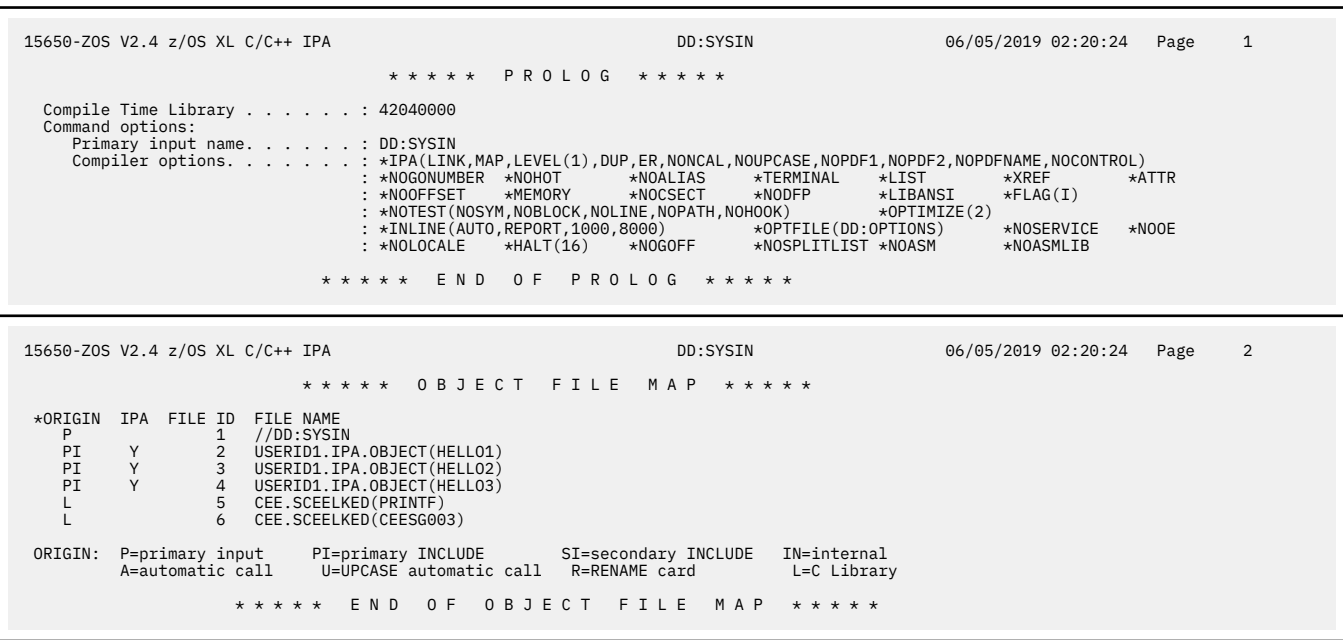 15650-ZOS V2.4 z/OS XL C/C++ IPA DD:SYSIN 06/05/2019 02:20:24 Page 1
* * * * * P R O L O G * * * * *
Compile Time Library . . . . . . : 42040000
Command options:
Primary input name. . . . . . : DD:SYSIN
Compiler options. . . . . . . : *IPA(LINK,MAP,LEVEL(1),DUP,ER,NONCAL,NOUPCASE,NOPDF1,NOPDF2,NOPDFNAME,NOCONTROL)
: *NOGONUMBER *NOHOT *NOALIAS *TERMINAL *LIST *XREF *ATTR
: *NOOFFSET *MEMORY *NOCSECT *NODFP *LIBANSI *FLAG(I)
: *NOTEST(NOSYM,NOBLOCK,NOLINE,NOPATH,NOHOOK) *OPTIMIZE(2)
: *INLINE(AUTO,REPORT,1000,8000) *OPTFILE(DD:OPTIONS) *NOSERVICE *NOOE
: *NOLOCALE *HALT(16) *NOGOFF *NOSPLITLIST *NOASM *NOASMLIB
* * * * * E N D O F P R O L O G * * * * *
15650-ZOS V2.4 z/OS XL C/C++ IPA DD:SYSIN 06/05/2019 02:20:24 Page 2
* * * * * O B J E C T F I L E M A P * * * * *
*ORIGIN IPA FILE ID FILE NAME
P 1 //DD:SYSIN
PI Y 2 USERID1.IPA.OBJECT(HELLO1)
PI Y 3 USERID1.IPA.OBJECT(HELLO2)
PI Y 4 USERID1.IPA.OBJECT(HELLO3)
L 5 CEE.SCEELKED(PRINTF)
L 6 CEE.SCEELKED(CEESG003)
ORIGIN: P=primary input PI=primary INCLUDE SI=secondary INCLUDE IN=internal
A=automatic call U=UPCASE automatic call R=RENAME card L=C Library
* * * * * E N D O F O B J E C T F I L E M A P * * * * *